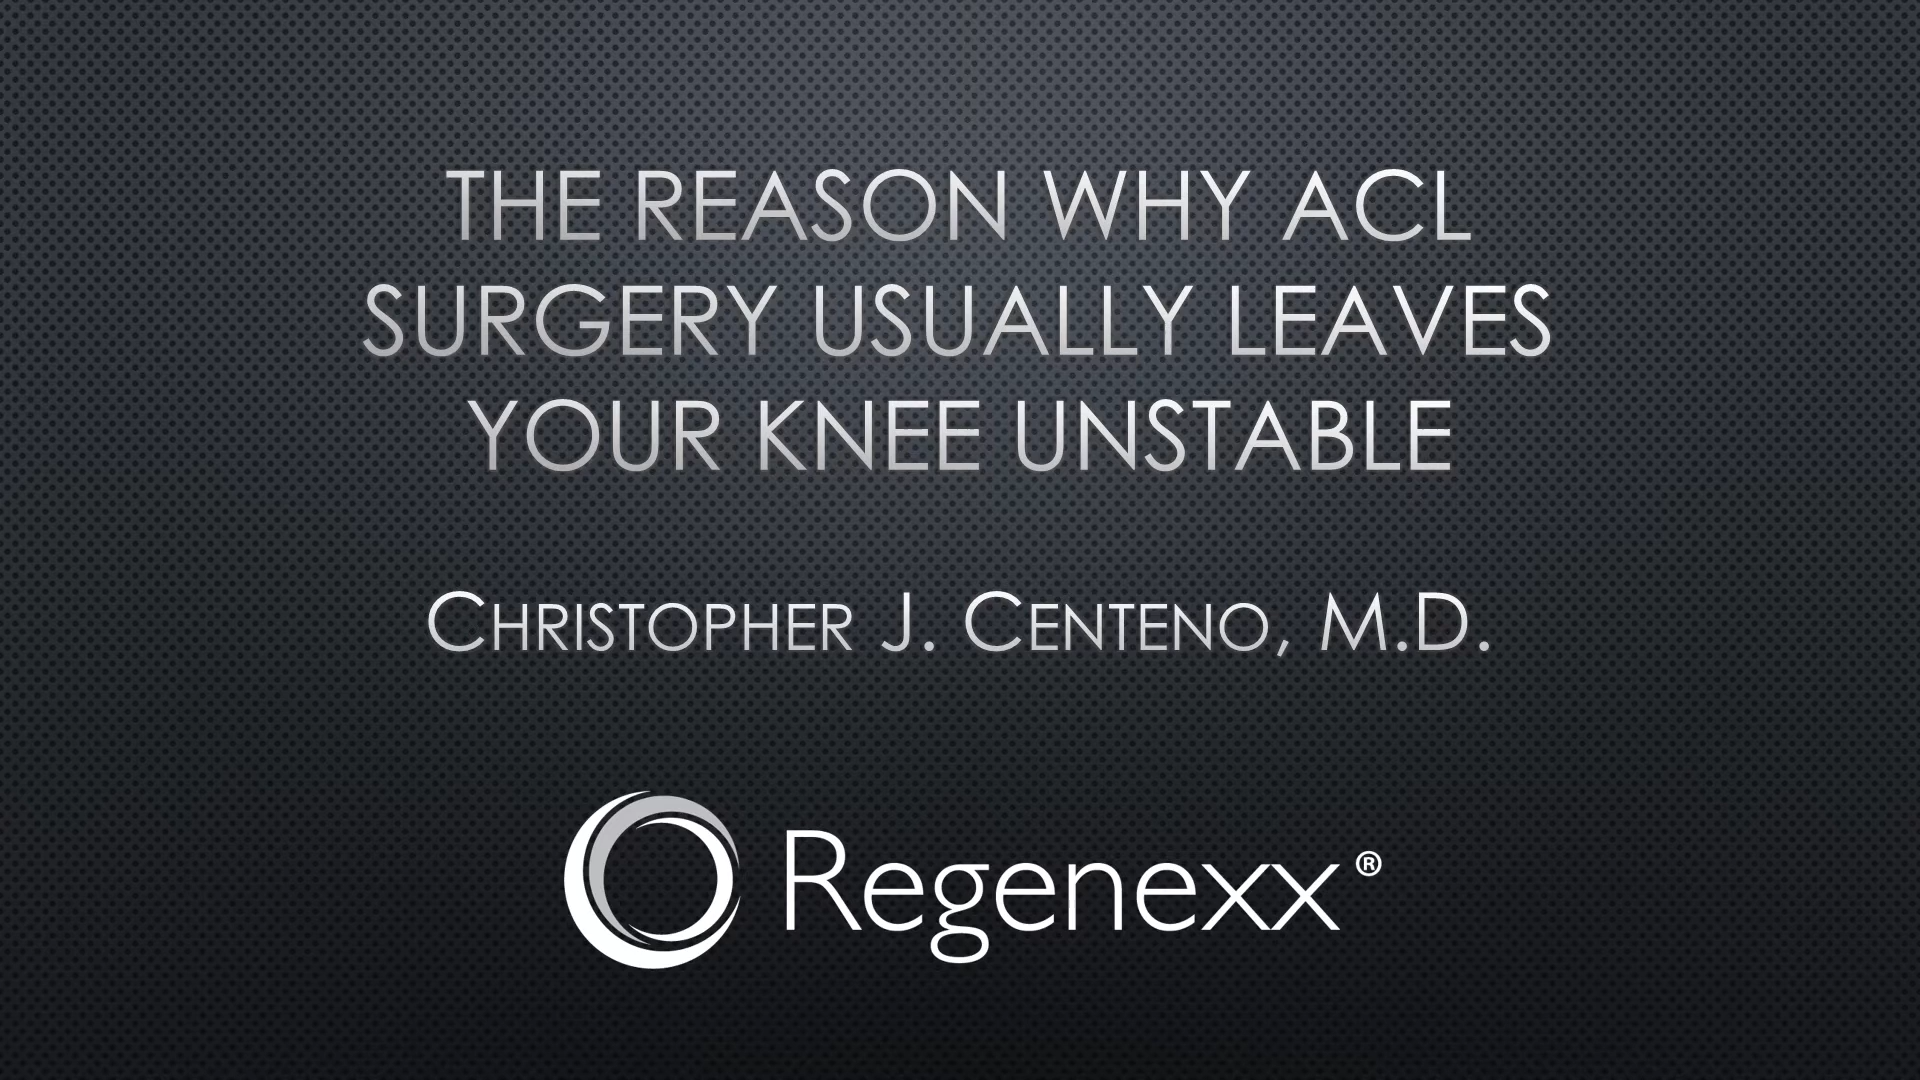 THE REASON WHY ACL
SURGERY USUALLY LEAVES
YOUR KNEE UNSTABLE
CHRISTOPHER J. CENTENO, M.D.
Regenexx®